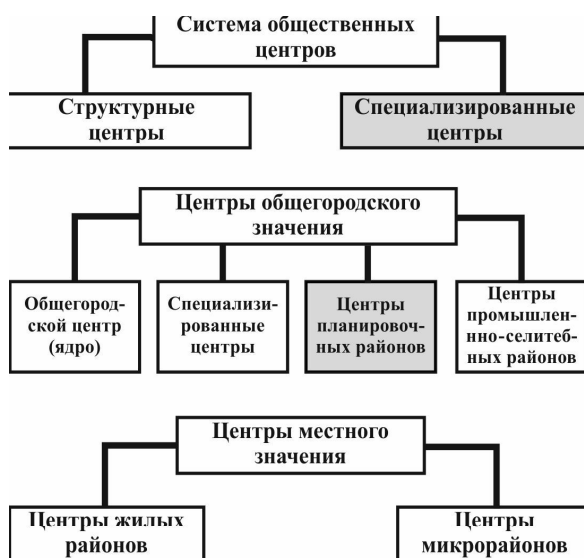 Система общественных
центров
Структурные
центры
Специализированные
центры
Центры общегородского
значения
Общегород-
ской центр
(ядро)
Специализи-
рованные
центры
Центры
планировоч-
ных районов
Центры
промышлен-
нно-селитеб-
ных районов
Центры местного
значения
Центры жилых
районов
Центры
микрорайонов